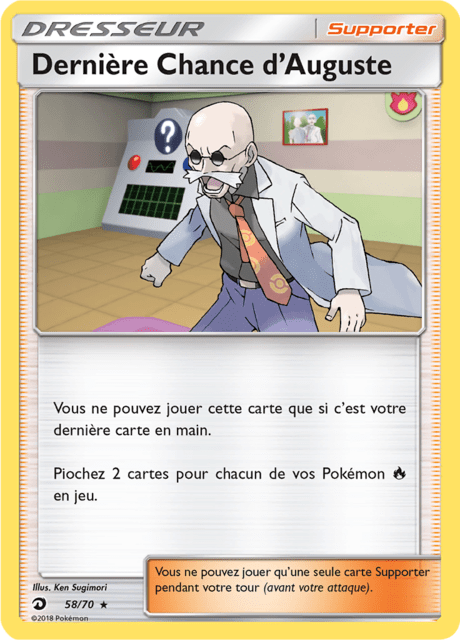 DRESSEUR
Supporter
Dernière Chance d'Auguste
?
Vous ne pouvez jouer cette carte que si c'est votre
dernière carte en main.
Piochez 2 cartes pour chacun de vos Pokémon
en jeu.
Vous ne pouvez jouer qu'une seule carte Supporter
pendant votre tour (avant votre attaque).
Illus. Ken Sugimori
58/70 ★
©2018 Pokémon